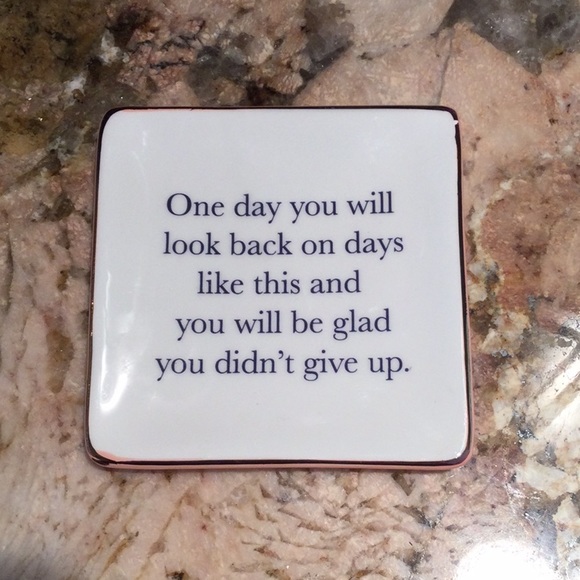 One day you will
look back on days
like this and
you will be glad
you didn’t give up.